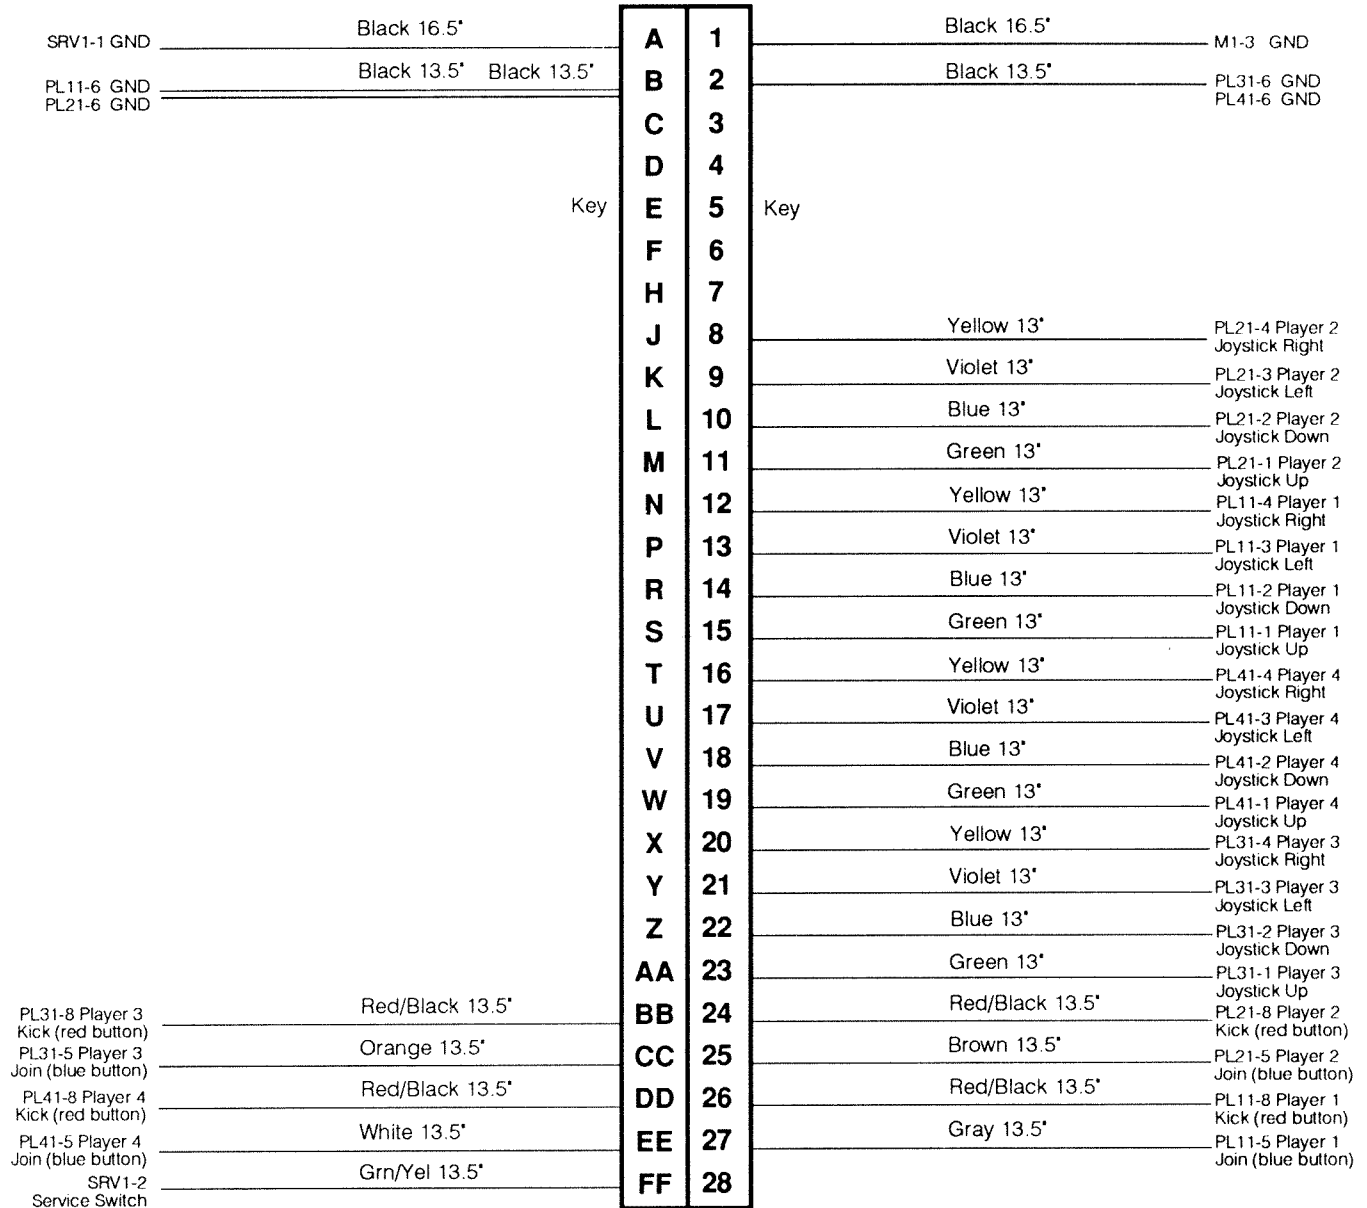 SRV1-1 GND Black 16.5" A 1 Black 16.5" M1-3 GND
PL11-6 GND Black 13.5" Black 13.5" B 2 Black 13.5" PL31-6 GND
PL21-6 GND PL41-6 GND
C 3
D 4
Key E 5 Key
F 6
H 7
J 8 Yellow 13" PL21-4 Player 2
Joystick Right
K 9 Violet 13" PL21-3 Player 2
Joystick Left
L 10 Blue 13" PL21-2 Player 2
Joystick Down
M 11 Green 13" PL21-1 Player 2
Joystick Up
N 12 Yellow 13" PL11-4 Player 1
Joystick Right
P 13 Violet 13" PL11-3 Player 1
Joystick Left
R 14 Blue 13" PL11-2 Player 1
Joystick Down
S 15 Green 13" PL11-1 Player 1
Joystick Up
T 16 Yellow 13" PL41-4 Player 4
Joystick Right
U 17 Violet 13" PL41-3 Player 4
Joystick Left
V 18 Blue 13" PL41-2 Player 4
Joystick Down
W 19 Green 13" PL41-1 Player 4
Joystick Up
X 20 Yellow 13" PL31-4 Player 3
Joystick Right
Y 21 Violet 13" PL31-3 Player 3
Joystick Left
Z 22 Blue 13" PL31-2 Player 3
Joystick Down
AA 23 Green 13" PL31-1 Player 3
Joystick Up
PL31-8 Player 3 Red/Black 13.5" BB 24 Red/Black 13.5" PL21-8 Player 2
Kick (red button) Kick (red button)
PL31-5 Player 3 Orange 13.5" CC 25 Brown 13.5" PL21-5 Player 2
Join (blue button) Join (blue button)
PL41-8 Player 4 Red/Black 13.5" DD 26 Red/Black 13.5" PL11-8 Player 1
Kick (red button) Kick (red button)
PL41-5 Player 4 White 13.5" EE 27 Gray 13.5" PL11-5 Player 1
Join (blue button) Join (blue button)
SRV1-2 Grn/Yel 13.5" FF 28
Service Switch